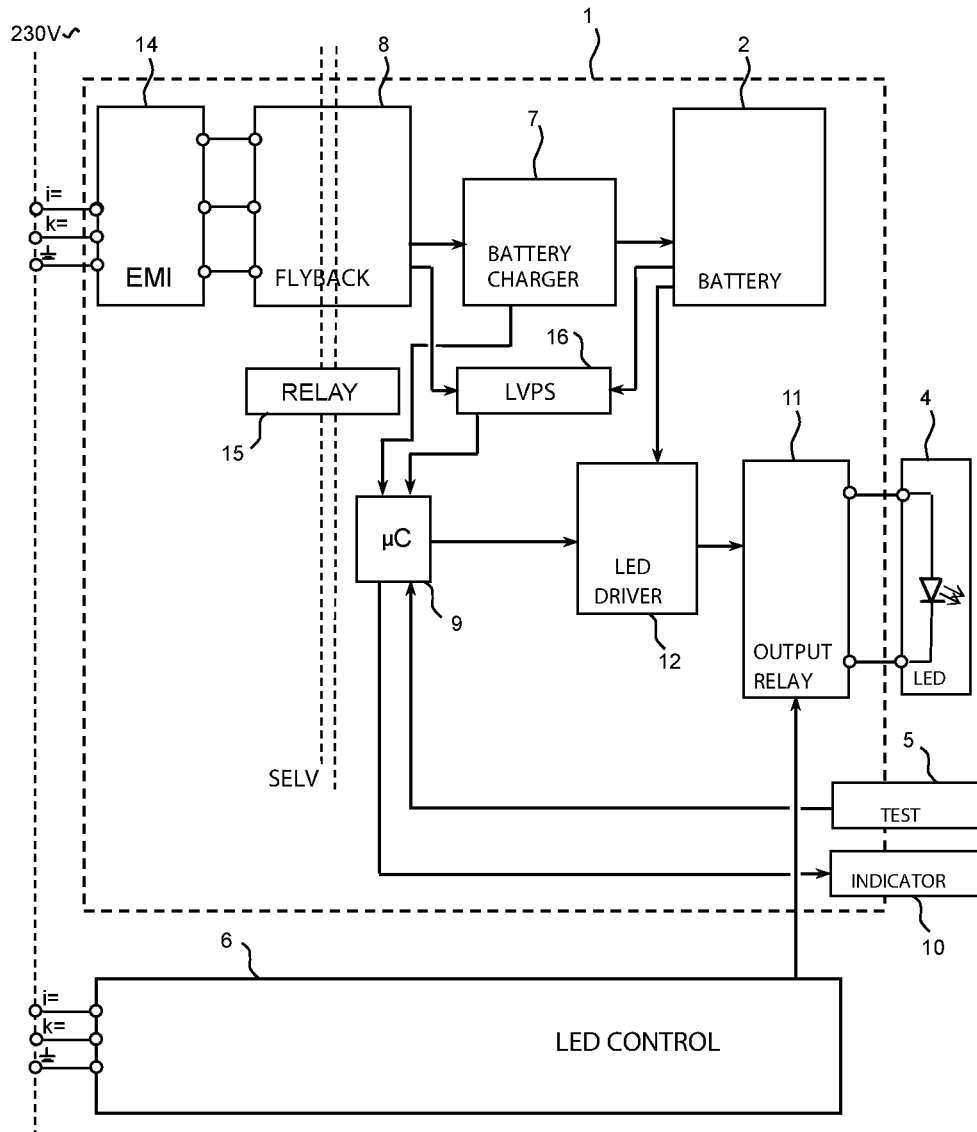 230V~
14
8
1
2
7
i=
k=
EMI
FLYBACK
BATTERY
CHARGER
BATTERY
16
RELAY
LVPS
15
11
4
µC
LED
DRIVER
9
12
OUTPUT
RELAY
LED
SELV
5
TEST
INDICATOR
10
6
i=
k=
LED CONTROL